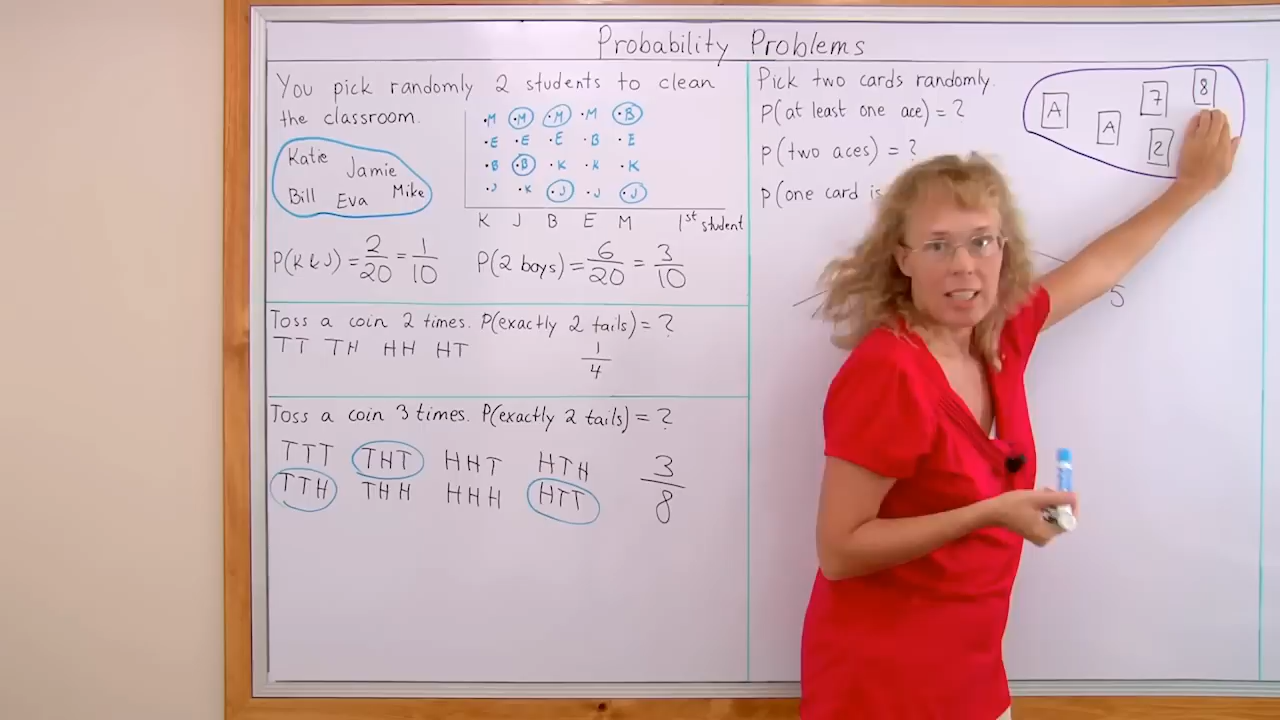 Probability Problems
You pick randomly 2 students to clean
the classroom.
Katie Jamie
Bill Eva Mike
•M •M •M •M •B
•E •E •E •B •E
•B •B •K •K •K
•J •K •J •J •J
K J B E M 1st student
P(K & J) = 2/20 = 1/10 P(2 boys) = 6/20 = 3/10
Toss a coin 2 times. P(exactly 2 tails) = ?
TT TH HH HT
1/4
Toss a coin 3 times. P(exactly 2 tails) = ?
TTT THT HHT HTH
TTH THH HHH HTT
3/8
Pick two cards randomly.
P(at least one ace) = ?
P(two aces) = ?
P(one card is
A A 7 8 2
5